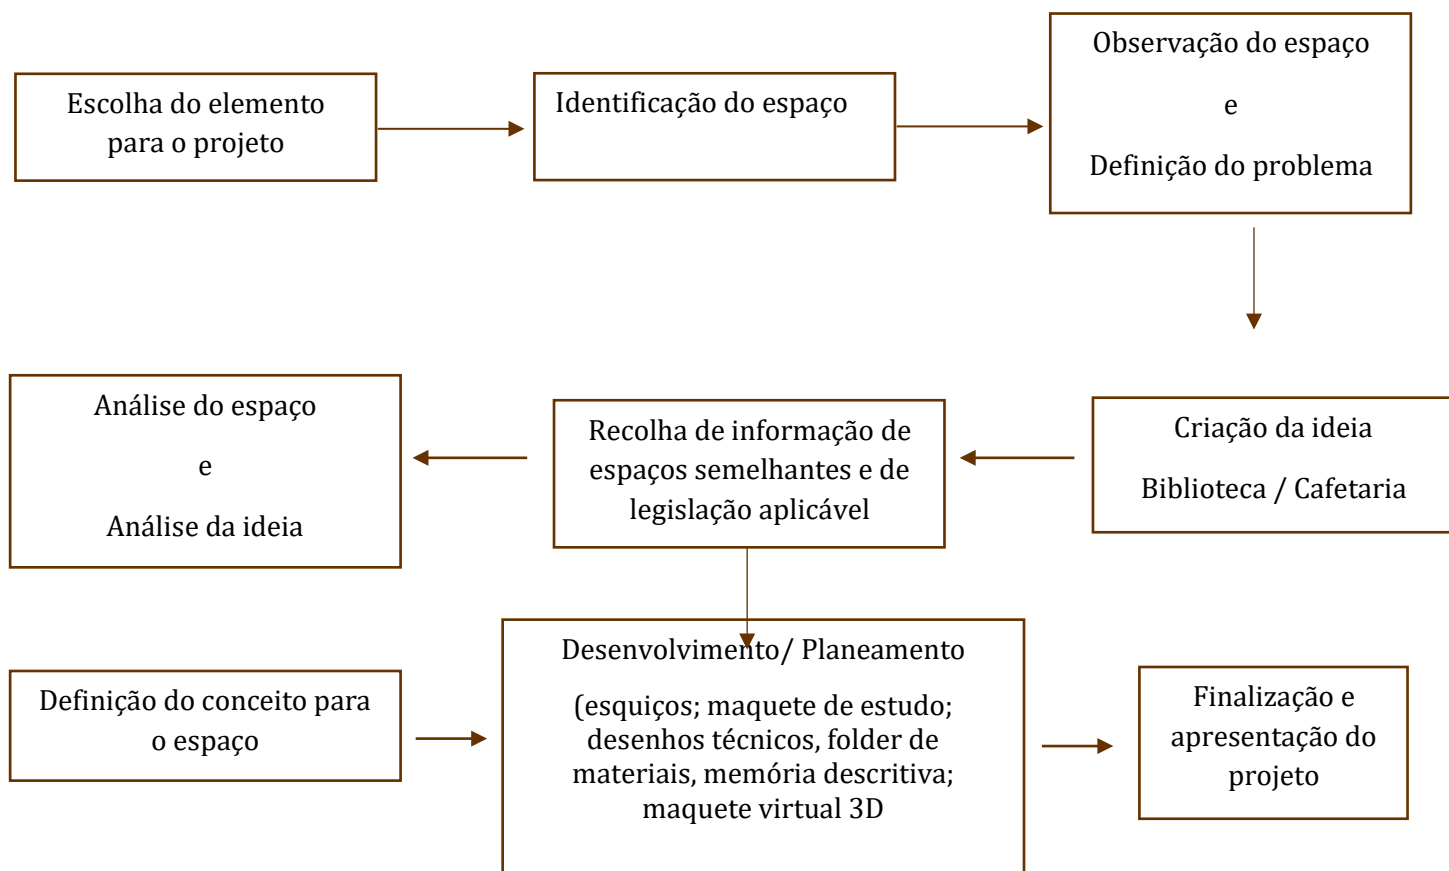 Escolha do elemento
para o projeto
Identificação do espaço
Observação do espaço
e
Definição do problema
Criação da ideia
Biblioteca / Cafetaria
Recolha de informação de
espaços semelhantes e de
legislação aplicável
Análise do espaço
e
Análise da ideia
Definição do conceito para
o espaço
Desenvolvimento/ Planeamento
(esquiços; maquete de estudo;
desenhos técnicos, folder de
materiais, memória descritiva;
maquete virtual 3D
Finalização e
apresentação do
projeto